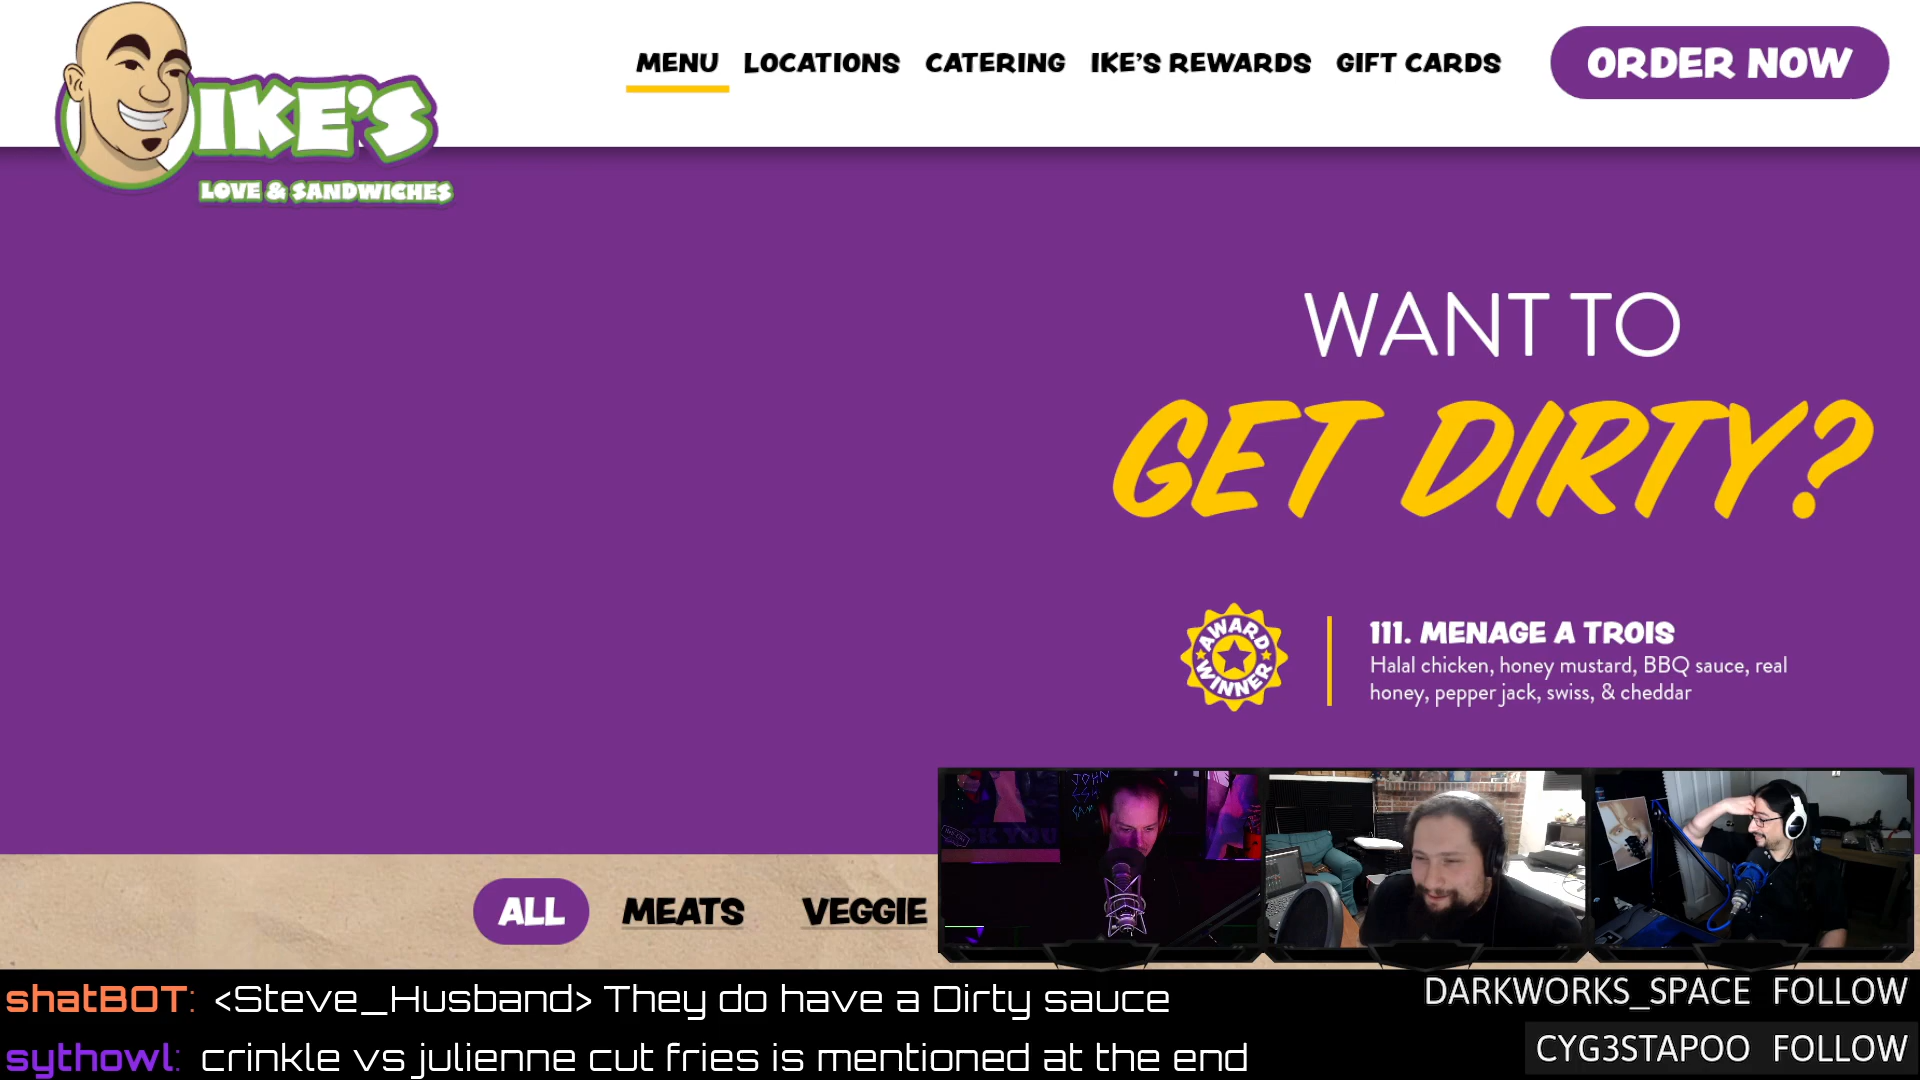 IKE'S
LOVE & SANDWICHES
MENU LOCATIONS CATERING IKE'S REWARDS GIFT CARDS ORDER NOW
WANT TO
GET DIRTY?
AWARD WINNER
111. MENAGE A TROIS
Halal chicken, honey mustard, BBQ sauce, real
honey, pepper jack, swiss, & cheddar
JOHN
ALL MEATS VEGGIE
shatBOT: <Steve_Husband> They do have a Dirty sauce
sythowl: crinkle vs julienne cut fries is mentioned at the end
DARKWORKS_SPACE FOLLOW
CYG3STAPOO FOLLOW